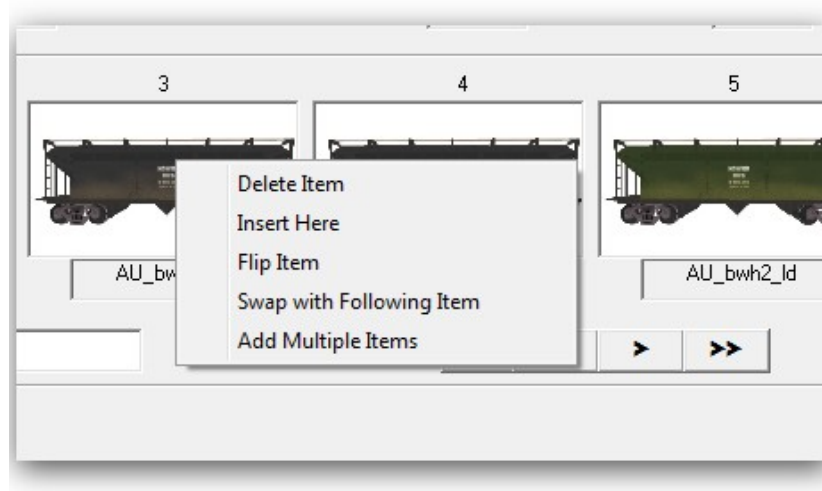 3
4
5
Delete Item
Insert Here
Flip Item
Swap with Following Item
Add Multiple Items
AU_bw
AU_bwh2_ld
>
>>